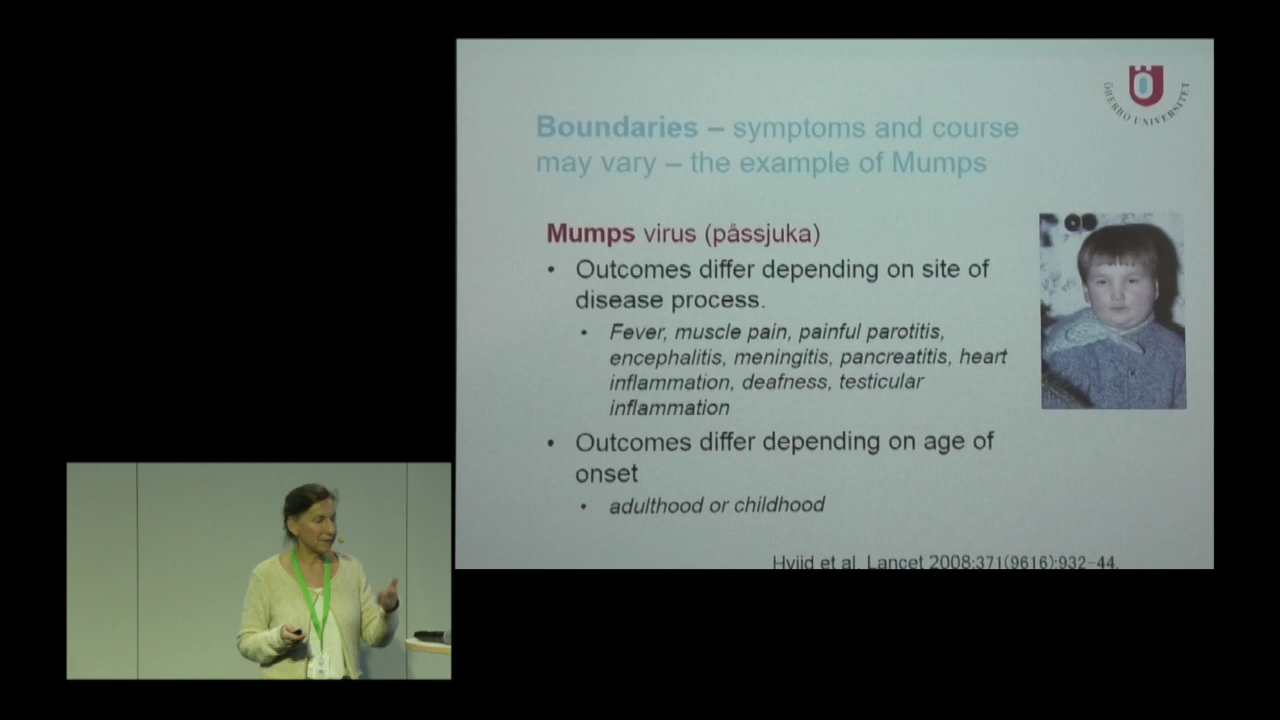 ÖREBRO UNIVERSITET
Boundaries – symptoms and course
may vary – the example of Mumps
Mumps virus (påssjuka)
• Outcomes differ depending on site of
disease process.
• Fever, muscle pain, painful parotitis,
encephalitis, meningitis, pancreatitis, heart
inflammation, deafness, testicular
inflammation
• Outcomes differ depending on age of
onset
• adulthood or childhood
Hviid et al. Lancet 2008;371(9616):932-44.